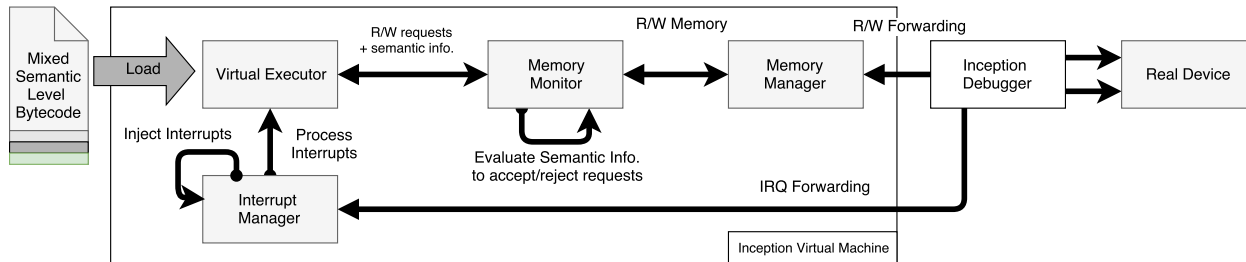 Mixed
Semantic
Level
Bytecode
Load
Virtual Executor
R/W requests
+ semantic info.
Memory
Monitor
R/W Memory
Memory
Manager
R/W Forwarding
Inception
Debugger
Real Device
Inject Interrupts
Process
Interrupts
Evaluate Semantic Info.
to accept/reject requests
Interrupt
Manager
IRQ Forwarding
Inception Virtual Machine